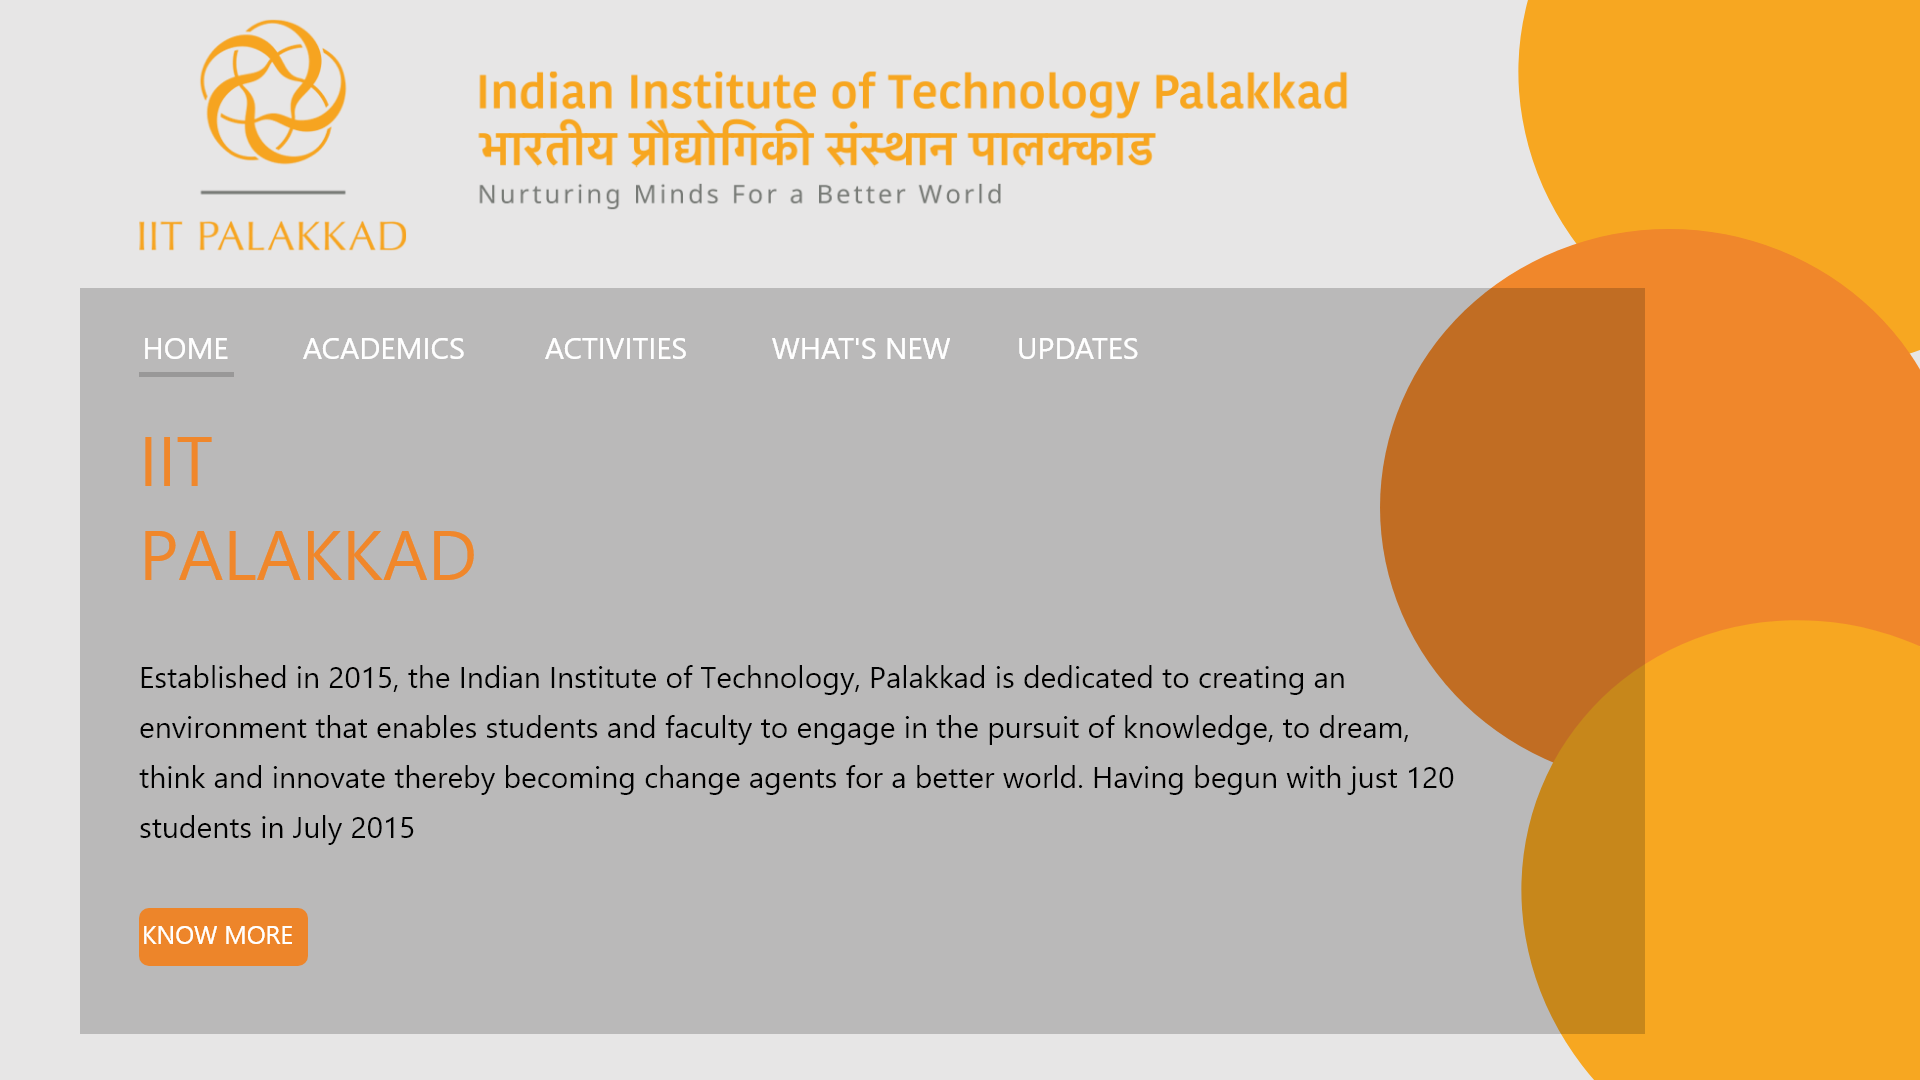 IIT PALAKKAD
Indian Institute of Technology Palakkad
भारतीय प्रौद्योगिकी संस्थान पालक्काड
Nurturing Minds For a Better World
HOME ACADEMICS ACTIVITIES WHAT'S NEW UPDATES
IIT
PALAKKAD
Established in 2015, the Indian Institute of Technology, Palakkad is dedicated to creating an
environment that enables students and faculty to engage in the pursuit of knowledge, to dream,
think and innovate thereby becoming change agents for a better world. Having begun with just 120
students in July 2015
KNOW MORE